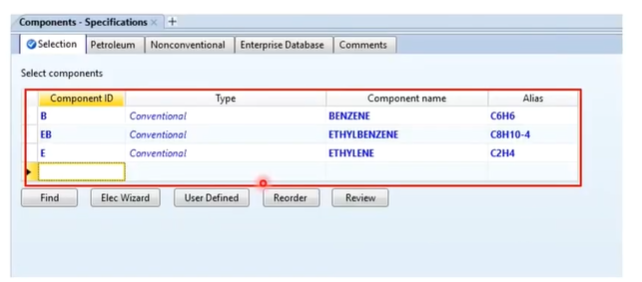 Components - Specifications × +
Selection Petroleum Nonconventional Enterprise Database Comments
Select components
Component ID Type Component name Alias
B Conventional BENZENE C6H6
EB Conventional ETHYLBENZENE C8H10-4
E Conventional ETHYLENE C2H4
Find Elec Wizard User Defined Reorder Review